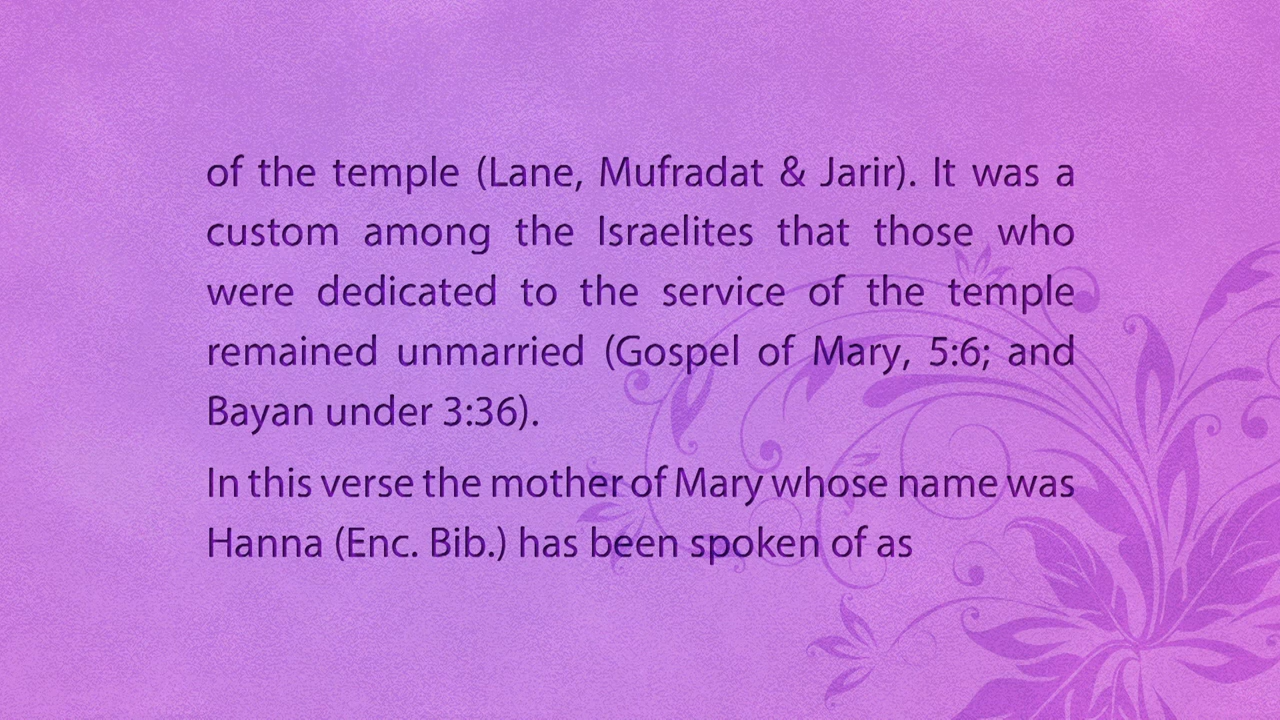 of the temple (Lane, Mufradat & Jarir). It was a
custom among the Israelites that those who
were dedicated to the service of the temple
remained unmarried (Gospel of Mary, 5:6; and
Bayan under 3:36).
In this verse the mother of Mary whose name was
Hanna (Enc. Bib.) has been spoken of as